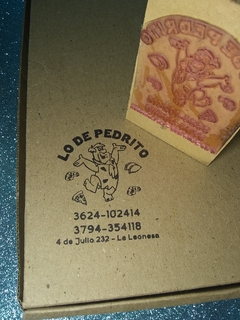 LO DE PEDRITO
3624-102414
3794-354118
4 de Julio 232 - La Leonesa